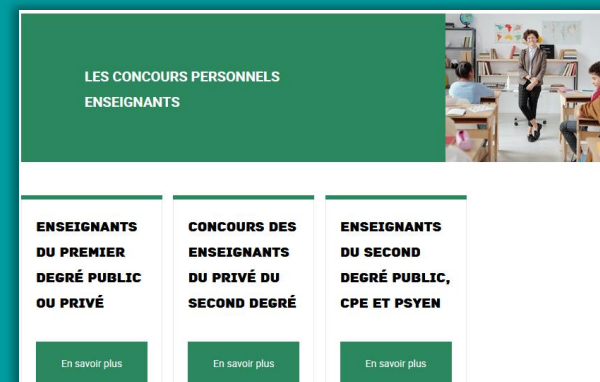 LES CONCOURS PERSONNELS
ENSEIGNANTS
ENSEIGNANTS
DU PREMIER
DEGRÉ PUBLIC
OU PRIVÉ
En savoir plus
CONCOURS DES
ENSEIGNANTS
DU PRIVÉ DU
SECOND DEGRÉ
En savoir plus
ENSEIGNANTS
DU SECOND
DEGRÉ PUBLIC,
CPE ET PSYEN
En savoir plus